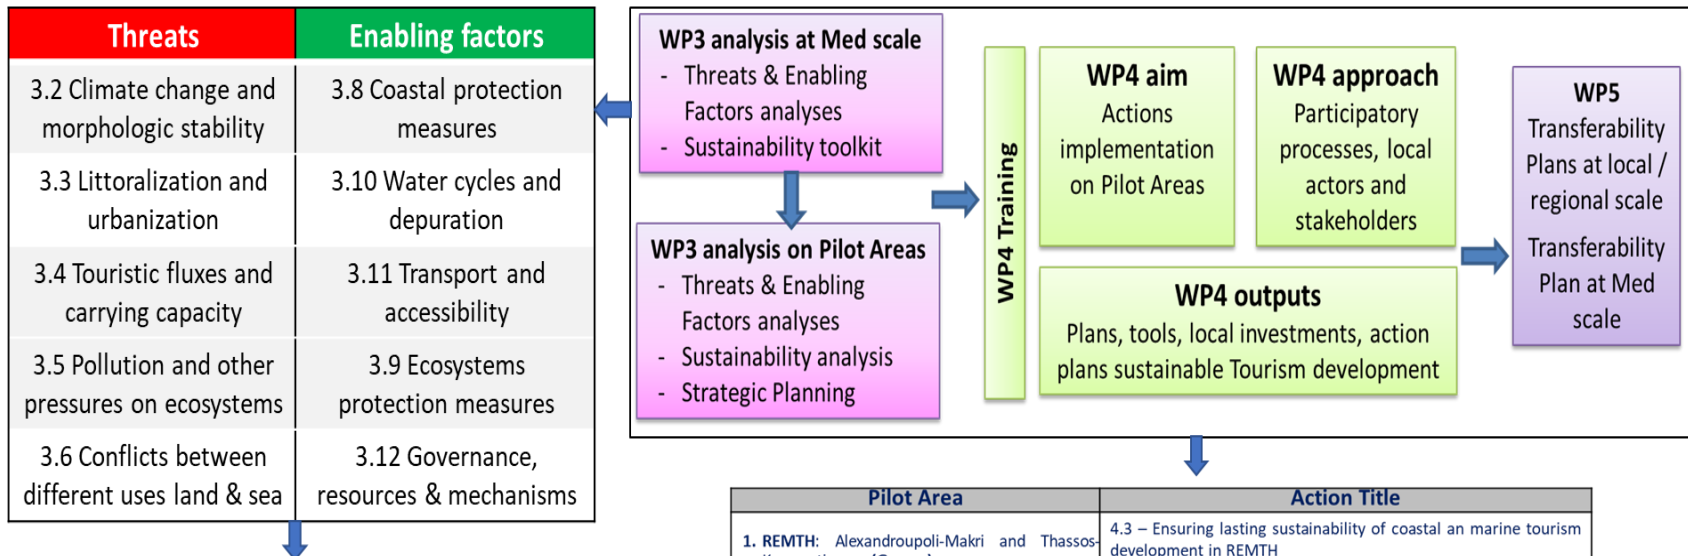 Threats
Enabling factors
3.2 Climate change and
morphologic stability
3.8 Coastal protection
measures
3.3 Littoralization and
urbanization
3.10 Water cycles and
depuration
3.4 Touristic fluxes and
carrying capacity
3.11 Transport and
accessibility
3.5 Pollution and other
pressures on ecosystems
3.9 Ecosystems
protection measures
3.6 Conflicts between
different uses land & sea
3.12 Governance,
resources & mechanisms
WP3 analysis at Med scale
- Threats & Enabling
Factors analyses
- Sustainability toolkit
WP3 analysis on Pilot Areas
- Threats & Enabling
Factors analyses
- Sustainability analysis
- Strategic Planning
WP4 Training
WP4 aim
Actions
implementation
on Pilot Areas
WP4 approach
Participatory
processes, local
actors and
stakeholders
WP4 outputs
Plans, tools, local investments, action
plans sustainable Tourism development
WP5
Transferability
Plans at local /
regional scale
Transferability
Plan at Med
scale
Pilot Area
Action Title
1. REMTH: Alexandroupoli-Makri and Thassos-
4.3 – Ensuring lasting sustainability of coastal an marine tourism
development in REMTH